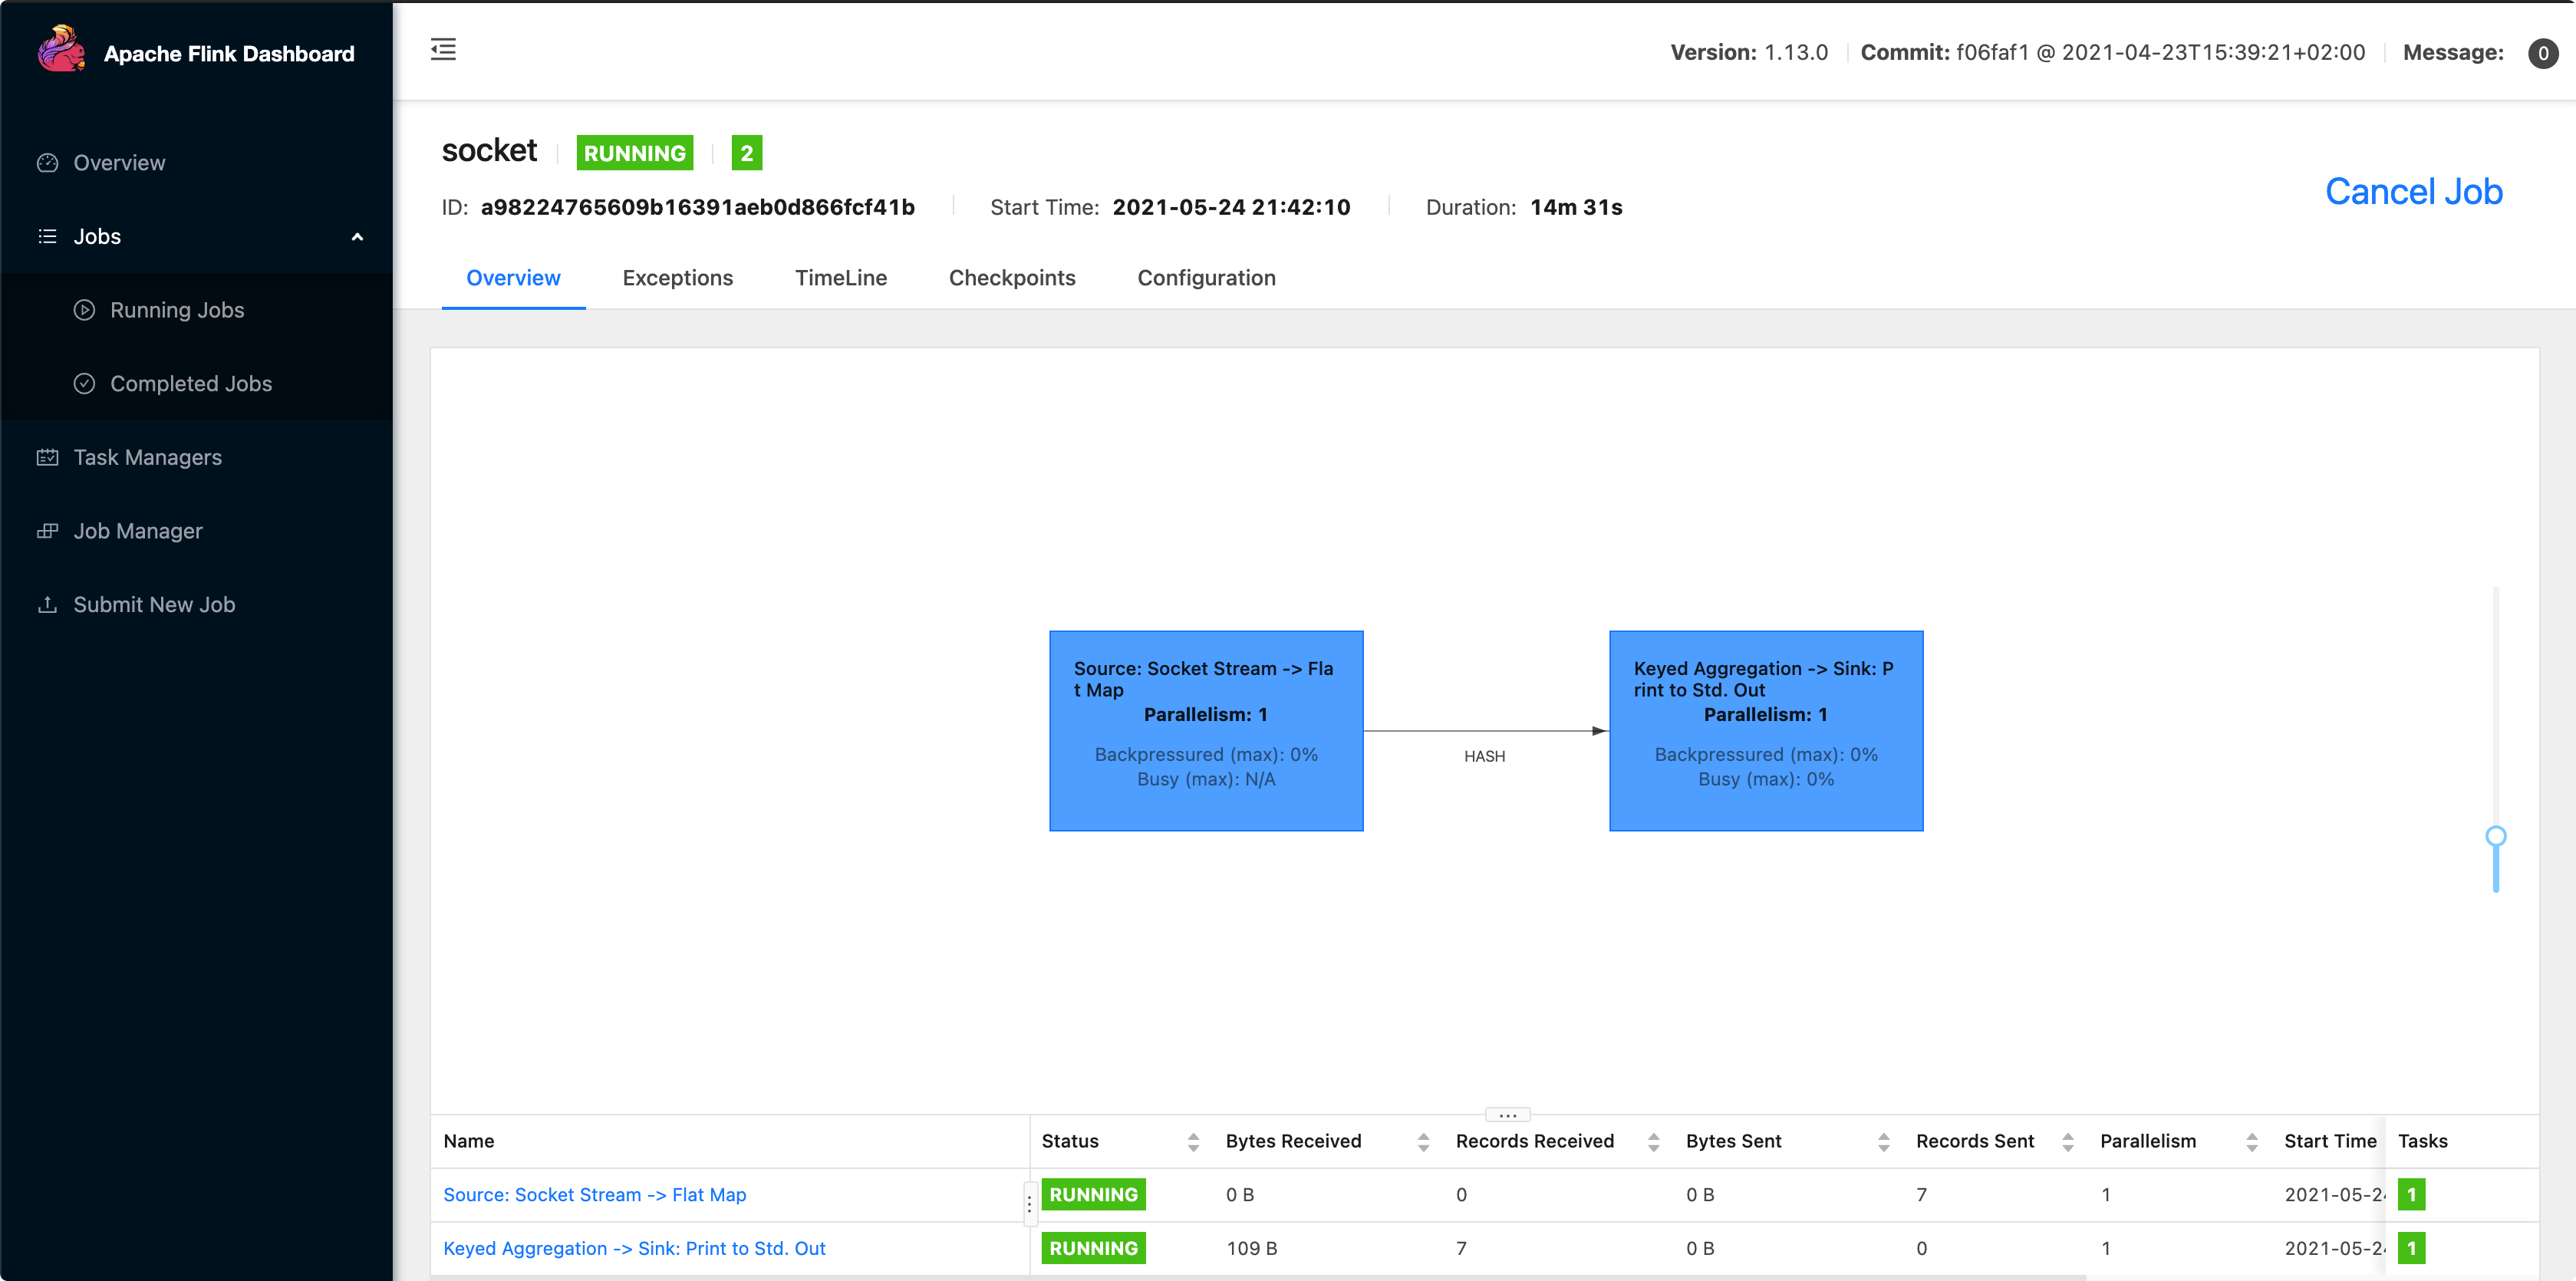 Apache Flink Dashboard
Version: 1.13.0 Commit: f06faf1 @ 2021-04-23T15:39:21+02:00 Message: 0
Overview
Jobs
Running Jobs
Completed Jobs
Task Managers
Job Manager
Submit New Job
socket RUNNING 2
ID: a98224765609b16391aeb0d866fcf41b Start Time: 2021-05-24 21:42:10 Duration: 14m 31s
Cancel Job
Overview Exceptions TimeLine Checkpoints Configuration
Source: Socket Stream -> Fla
t Map
Parallelism: 1
Backpressured (max): 0%
Busy (max): N/A
HASH
Keyed Aggregation -> Sink: P
rint to Std. Out
Parallelism: 1
Backpressured (max): 0%
Busy (max): 0%
Name Status Bytes Received Records Received Bytes Sent Records Sent Parallelism Start Time Tasks
Source: Socket Stream -> Flat Map RUNNING 0 B 0 0 B 7 1 2021-05-24 1
Keyed Aggregation -> Sink: Print to Std. Out RUNNING 109 B 7 0 B 0 1 2021-05-24 1